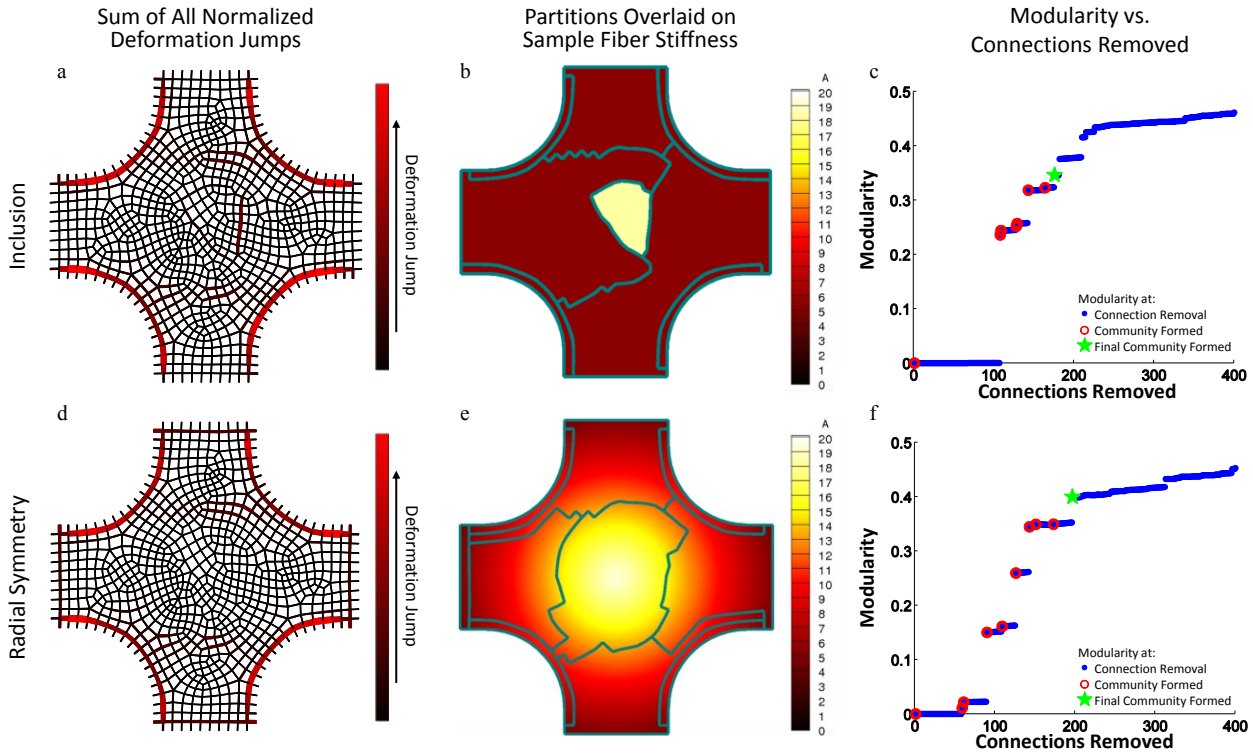 Sum of All Normalized
Deformation Jumps
Partitions Overlaid on
Sample Fiber Stiffness
Modularity vs.
Connections Removed
Inclusion
a
Deformation Jump
b
A
20
19
18
17
16
15
14
13
12
11
10
9
8
7
6
5
4
3
2
1
0
c
Modularity
0.5
0.4
0.3
0.2
0.1
0
Modularity at:
Connection Removal
Community Formed
Final Community Formed
100 200 300 400
Connections Removed
Radial Symmetry
d
Deformation Jump
e
A
20
19
18
17
16
15
14
13
12
11
10
9
8
7
6
5
4
3
2
1
0
f
Modularity
0.5
0.4
0.3
0.2
0.1
0
Modularity at:
Connection Removal
Community Formed
Final Community Formed
0 100 200 300 400
Connections Removed